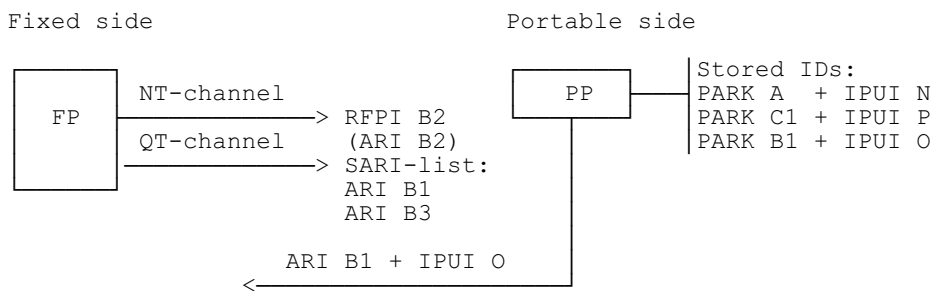 Fixed side
Portable side
FP
NT-channel
RFPI B2
(ARI B2)
QT-channel
SARI-list:
ARI B1
ARI B3
PP
Stored IDs:
PARK A + IPUI N
PARK C1 + IPUI P
PARK B1 + IPUI O
ARI B1 + IPUI O